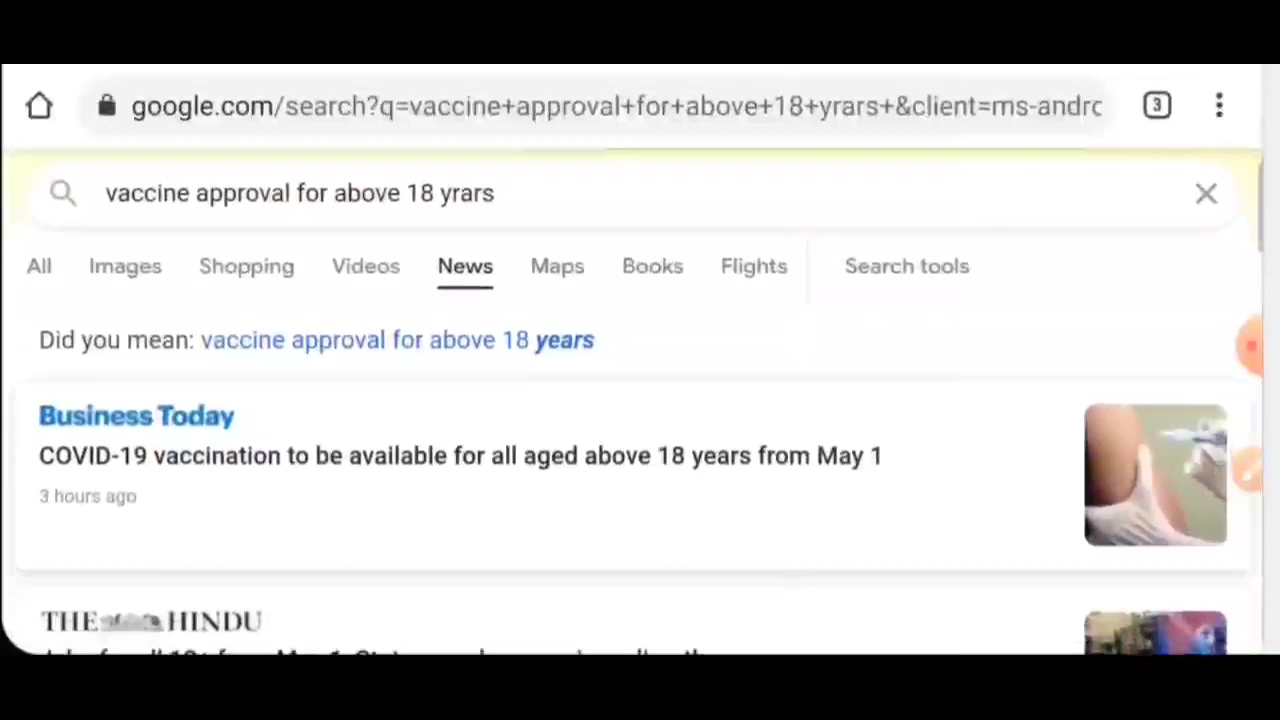 google.com/search?q=vaccine+approval+for+above+18+yrars+&client=ms-andrc
3
vaccine approval for above 18 yrars
All Images Shopping Videos News Maps Books Flights Search tools
Did you mean: vaccine approval for above 18 years
Business Today
COVID-19 vaccination to be available for all aged above 18 years from May 1
3 hours ago
THE HINDU